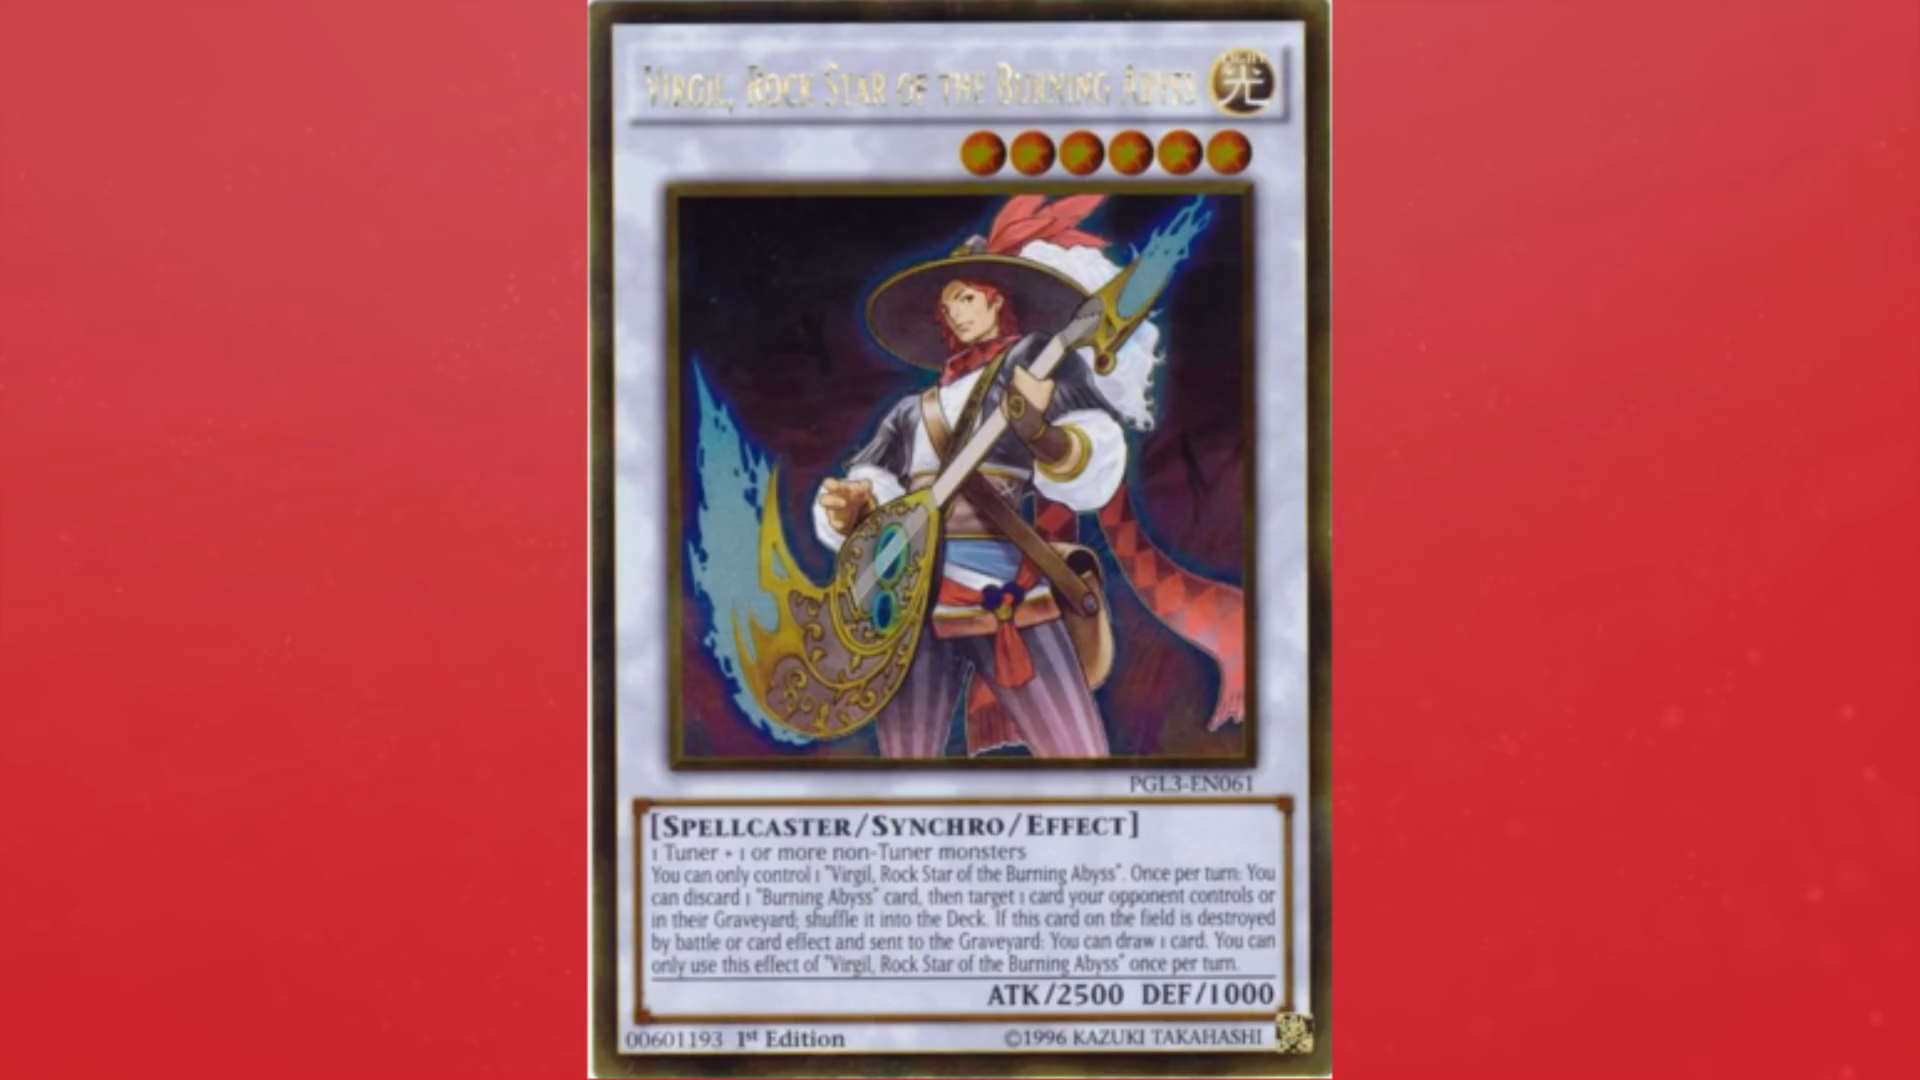 Virgil, Rock Star of the Burning Abyss
光
PGL3-EN061
[Spellcaster/Synchro/Effect]
1 Tuner + 1 or more non-Tuner monsters
You can only control 1 "Virgil, Rock Star of the Burning Abyss". Once per turn: You
can discard 1 "Burning Abyss" card, then target 1 card your opponent controls or
in their Graveyard; shuffle it into the Deck. If this card on the field is destroyed
by battle or card effect and sent to the Graveyard: You can draw 1 card. You can
only use this effect of "Virgil, Rock Star of the Burning Abyss" once per turn.
ATK/2500 DEF/1000
00601193 1st Edition
©1996 KAZUKI TAKAHASHI